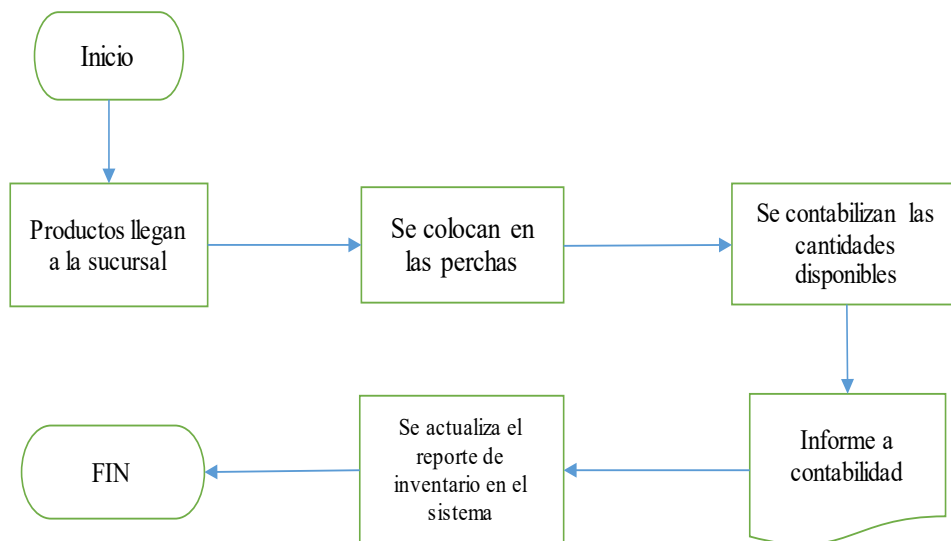 Inicio
Productos llegan
a la sucursal
Se colocan en
las perchas
Se contabilizan las
cantidades
disponibles
Informe a
contabilidad
Se actualiza el
reporte de
inventario en el
sistema
FIN